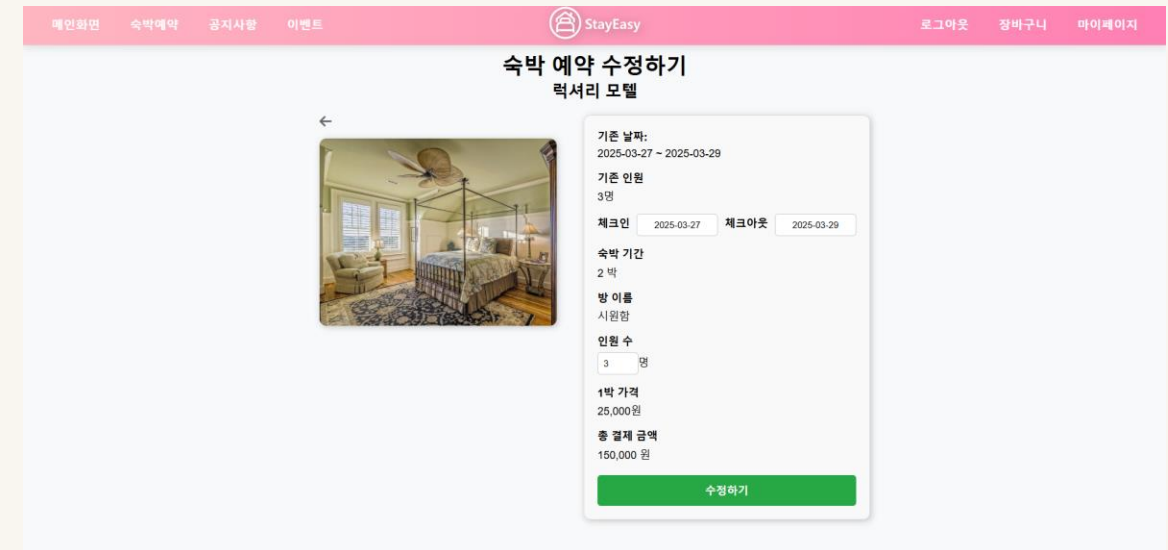 메인화면 숙박예약 공지사항 이벤트 StayEasy 로그아웃 장바구니 마이페이지
숙박 예약 수정하기
럭셔리 모텔
←
기존 날짜:
2025-03-27 ~ 2025-03-29
기존 인원
3명
체크인 2025-03-27 체크아웃 2025-03-29
숙박 기간
2 박
방 이름
시원함
인원 수
3 명
1박 가격
25,000원
총 결제 금액
150,000 원
수정하기